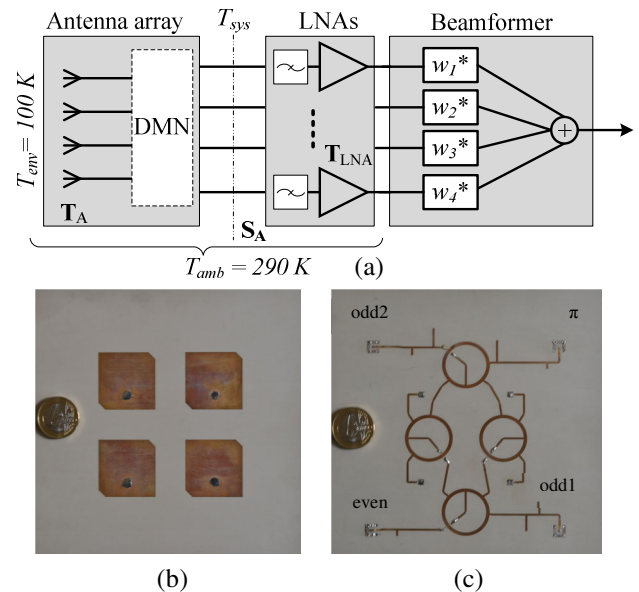 Antenna array
T_sys
LNAs
Beamformer
T_env = 100 K
DMN
w_1*
w_2*
w_3*
w_4*
+
T_LNA
T_A
S_A
T_amb = 290 K
(a)
odd2
π
even
odd1
(b)
(c)